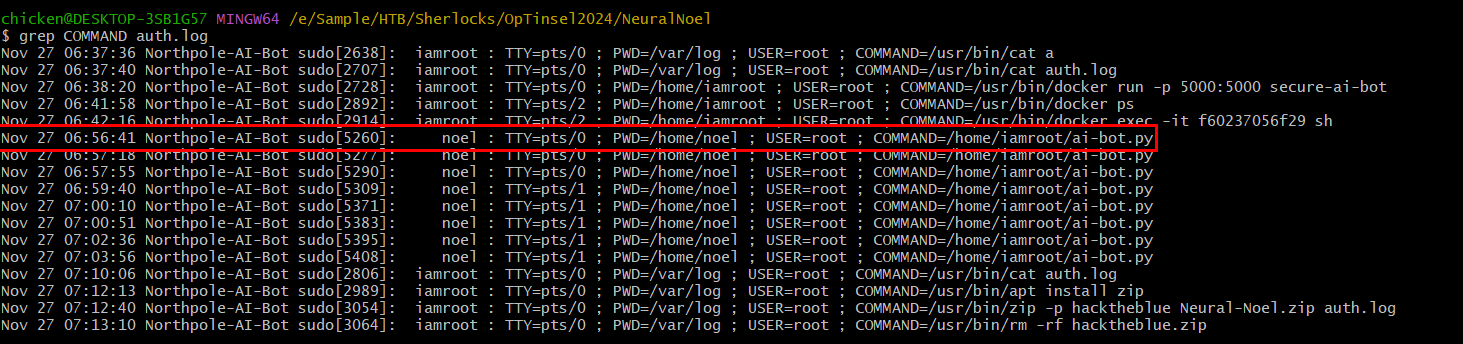 chicken@DESKTOP-3SB1G57 MINGW64 /e/Sample/HTB/Sherlocks/OpTinsel2024/NeuralNoel
$ grep COMMAND auth.log
Nov 27 06:37:36 Northpole-AI-Bot sudo[2638]:  iamroot : TTY=pts/0 ; PWD=/var/log ; USER=root ; COMMAND=/usr/bin/cat a
Nov 27 06:37:40 Northpole-AI-Bot sudo[2707]:  iamroot : TTY=pts/0 ; PWD=/var/log ; USER=root ; COMMAND=/usr/bin/cat auth.log
Nov 27 06:38:20 Northpole-AI-Bot sudo[2728]:  iamroot : TTY=pts/0 ; PWD=/home/iamroot ; USER=root ; COMMAND=/usr/bin/docker run -p 5000:5000 secure-ai-bot
Nov 27 06:41:58 Northpole-AI-Bot sudo[2892]:  iamroot : TTY=pts/2 ; PWD=/home/iamroot ; USER=root ; COMMAND=/usr/bin/docker ps
Nov 27 06:42:16 Northpole-AI-Bot sudo[2914]:  iamroot : TTY=pts/2 ; PWD=/home/iamroot ; USER=root ; COMMAND=/usr/bin/docker exec -it f60237056f29 sh
Nov 27 06:56:41 Northpole-AI-Bot sudo[5260]:     noel : TTY=pts/0 ; PWD=/home/noel ; USER=root ; COMMAND=/home/iamroot/ai-bot.py
Nov 27 06:57:18 Northpole-AI-Bot sudo[5277]:     noel : TTY=pts/0 ; PWD=/home/noel ; USER=root ; COMMAND=/home/iamroot/ai-bot.py
Nov 27 06:57:55 Northpole-AI-Bot sudo[5290]:     noel : TTY=pts/0 ; PWD=/home/noel ; USER=root ; COMMAND=/home/iamroot/ai-bot.py
Nov 27 06:59:40 Northpole-AI-Bot sudo[5309]:     noel : TTY=pts/1 ; PWD=/home/noel ; USER=root ; COMMAND=/home/iamroot/ai-bot.py
Nov 27 07:00:10 Northpole-AI-Bot sudo[5371]:     noel : TTY=pts/1 ; PWD=/home/noel ; USER=root ; COMMAND=/home/iamroot/ai-bot.py
Nov 27 07:00:51 Northpole-AI-Bot sudo[5383]:     noel : TTY=pts/1 ; PWD=/home/noel ; USER=root ; COMMAND=/home/iamroot/ai-bot.py
Nov 27 07:02:36 Northpole-AI-Bot sudo[5395]:     noel : TTY=pts/1 ; PWD=/home/noel ; USER=root ; COMMAND=/home/iamroot/ai-bot.py
Nov 27 07:03:56 Northpole-AI-Bot sudo[5408]:     noel : TTY=pts/1 ; PWD=/home/noel ; USER=root ; COMMAND=/home/iamroot/ai-bot.py
Nov 27 07:10:06 Northpole-AI-Bot sudo[2806]:  iamroot : TTY=pts/0 ; PWD=/var/log ; USER=root ; COMMAND=/usr/bin/cat auth.log
Nov 27 07:12:13 Northpole-AI-Bot sudo[2989]:  iamroot : TTY=pts/0 ; PWD=/var/log ; USER=root ; COMMAND=/usr/bin/apt install zip
Nov 27 07:12:40 Northpole-AI-Bot sudo[3054]:  iamroot : TTY=pts/0 ; PWD=/var/log ; USER=root ; COMMAND=/usr/bin/zip -p hacktheblue Neural-Noel.zip auth.log
Nov 27 07:13:10 Northpole-AI-Bot sudo[3064]:  iamroot : TTY=pts/0 ; PWD=/var/log ; USER=root ; COMMAND=/usr/bin/rm -rf hacktheblue.zip